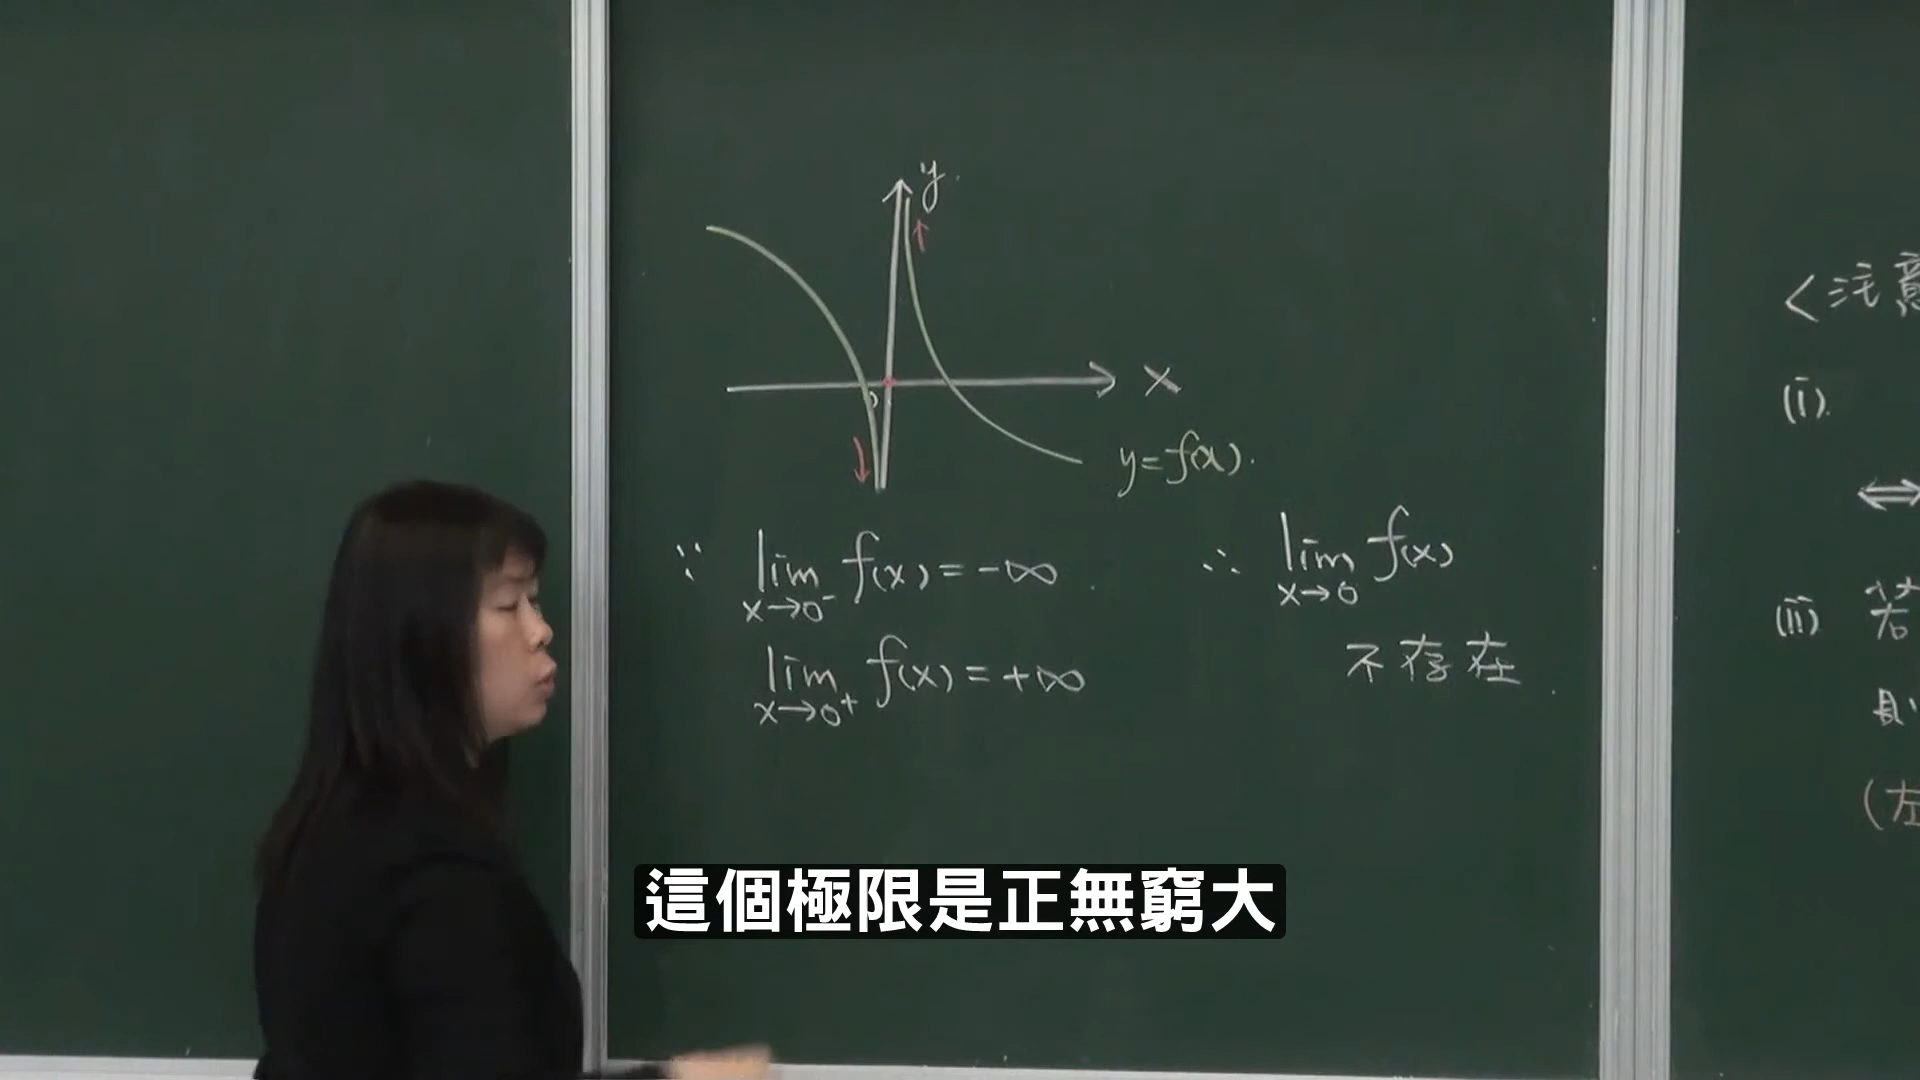 y
x
y=f(x).
∵ lim f(x) = -∞
x→0⁻
lim f(x) = +∞
x→0⁺
∴ lim f(x)
x→0
不存在
<注意
(i)
⟺
(ii) 若
則
(左
這個極限是正無窮大